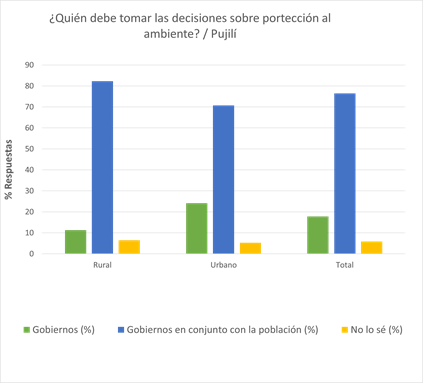 ¿Quién debe tomar las decisiones sobre portección al
ambiente? / Pujilí
90
80
70
60
50
40
30
20
10
0
% Respuestas
Rural Urbano Total
Gobiernos (%) Gobiernos en conjunto con la población (%) No lo sé (%)